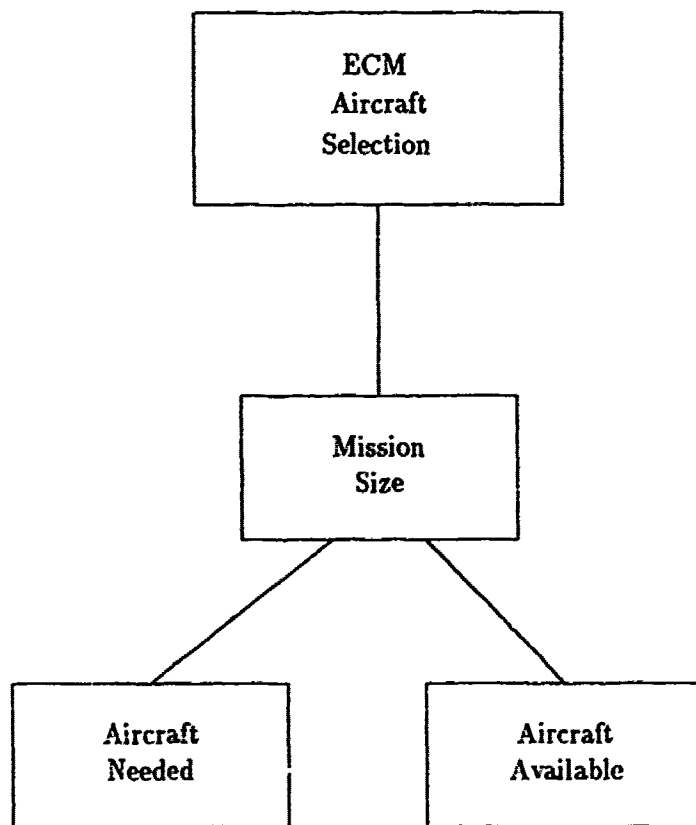 ECM
Aircraft
Selection
Mission
Size
Aircraft
Needed
Aircraft
Available